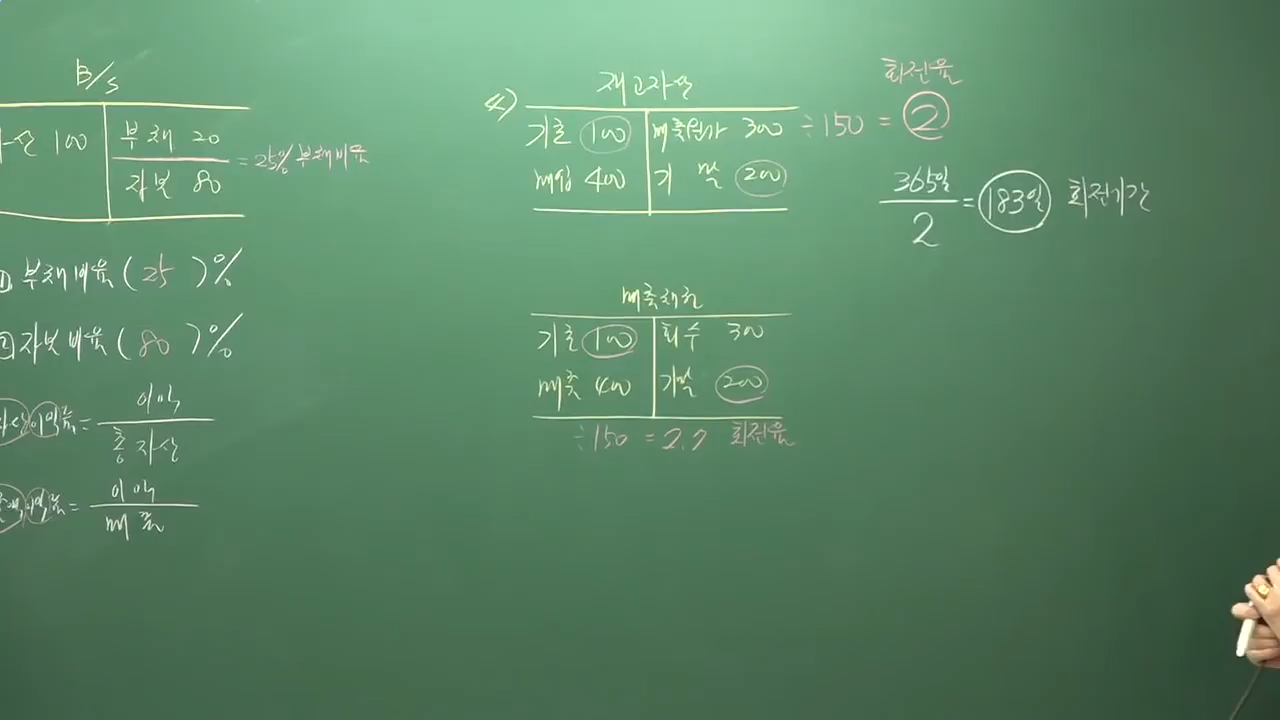 B/S
산 100 부채 20
자본 80
= 25% 부채비율
① 부채비율 ( 25 ) %
② 자본비율 ( 80 ) %
이익률 = 이익
총자산
이익률 = 이익
매출
4) 재고자산
기초 100 매출원가 300 ÷ 150 = ②
매입 400 기말 200
회전율
365일
2
= 183일 회전기간
매출채권
기초 100 회수 300
매출 400 기말 200
÷ 150 = 2.7 회전율